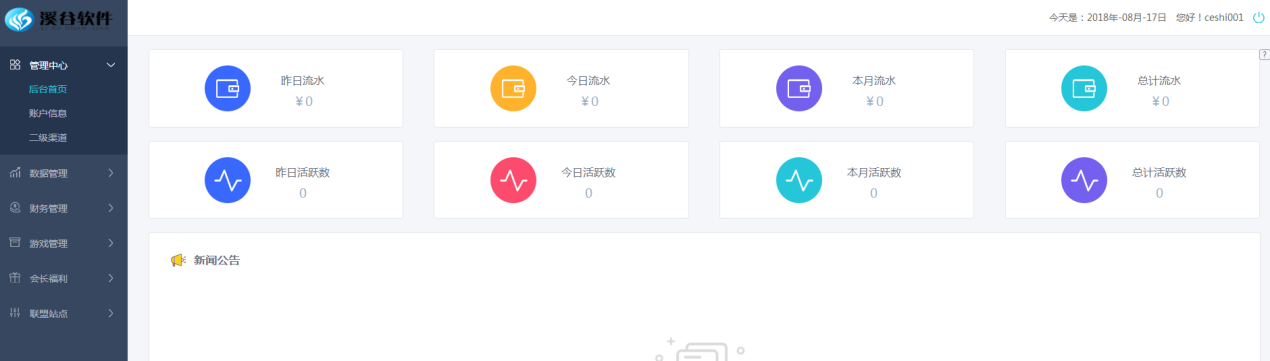 溪谷软件
今天是：2018年-08月-17日 您好！ceshi001
管理中心
后台首页
账户信息
二级渠道
数据管理
财务管理
游戏管理
会长福利
联盟站点
昨日流水
¥0
今日流水
¥0
本月流水
¥0
总计流水
¥0
?
昨日活跃数
0
今日活跃数
0
本月活跃数
0
总计活跃数
0
新闻公告